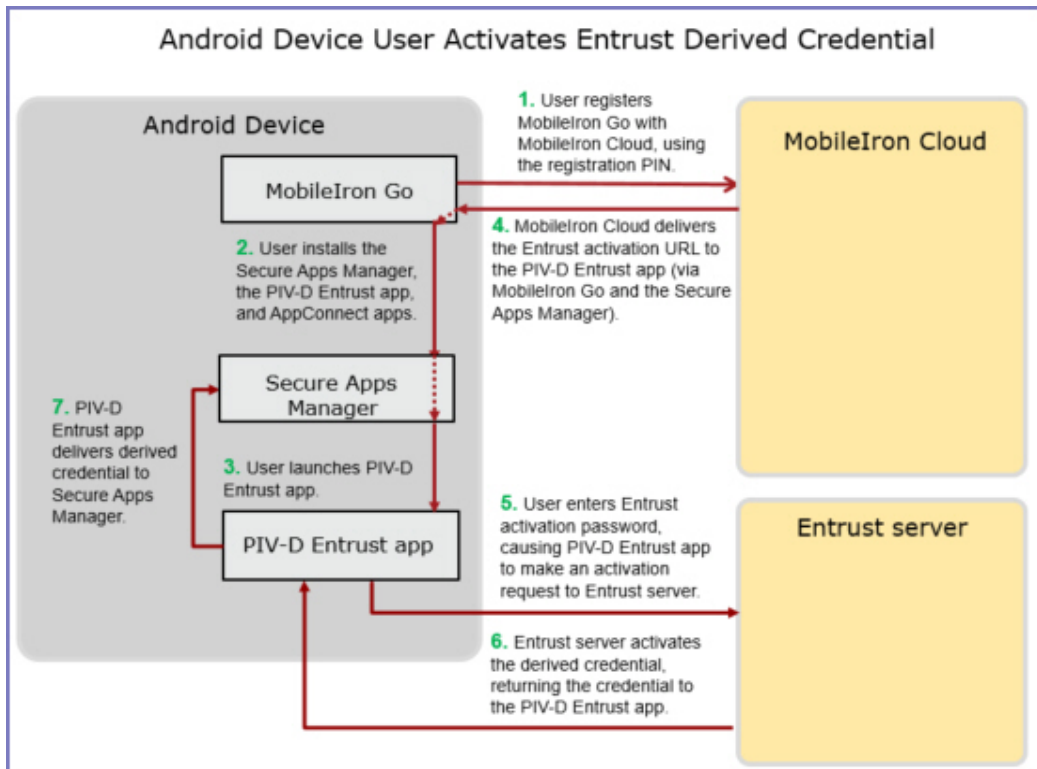 Android Device User Activates Entrust Derived Credential
Android Device
MobileIron Go
1. User registers
MobileIron Go with
MobileIron Cloud, using
the registration PIN.
MobileIron Cloud
2. User installs the
Secure Apps Manager,
the PIV-D Entrust app,
and AppConnect apps.
4. MobileIron Cloud delivers
the Entrust activation URL to
the PIV-D Entrust app (via
MobileIron Go and the Secure
Apps Manager).
Secure Apps
Manager
7. PIV-D
Entrust app
delivers derived
credential to
Secure Apps
Manager.
3. User launches PIV-D
Entrust app.
PIV-D Entrust app
5. User enters Entrust
activation password,
causing PIV-D Entrust app
to make an activation
request to Entrust server.
Entrust server
6. Entrust server activates
the derived credential,
returning the credential to
the PIV-D Entrust app.